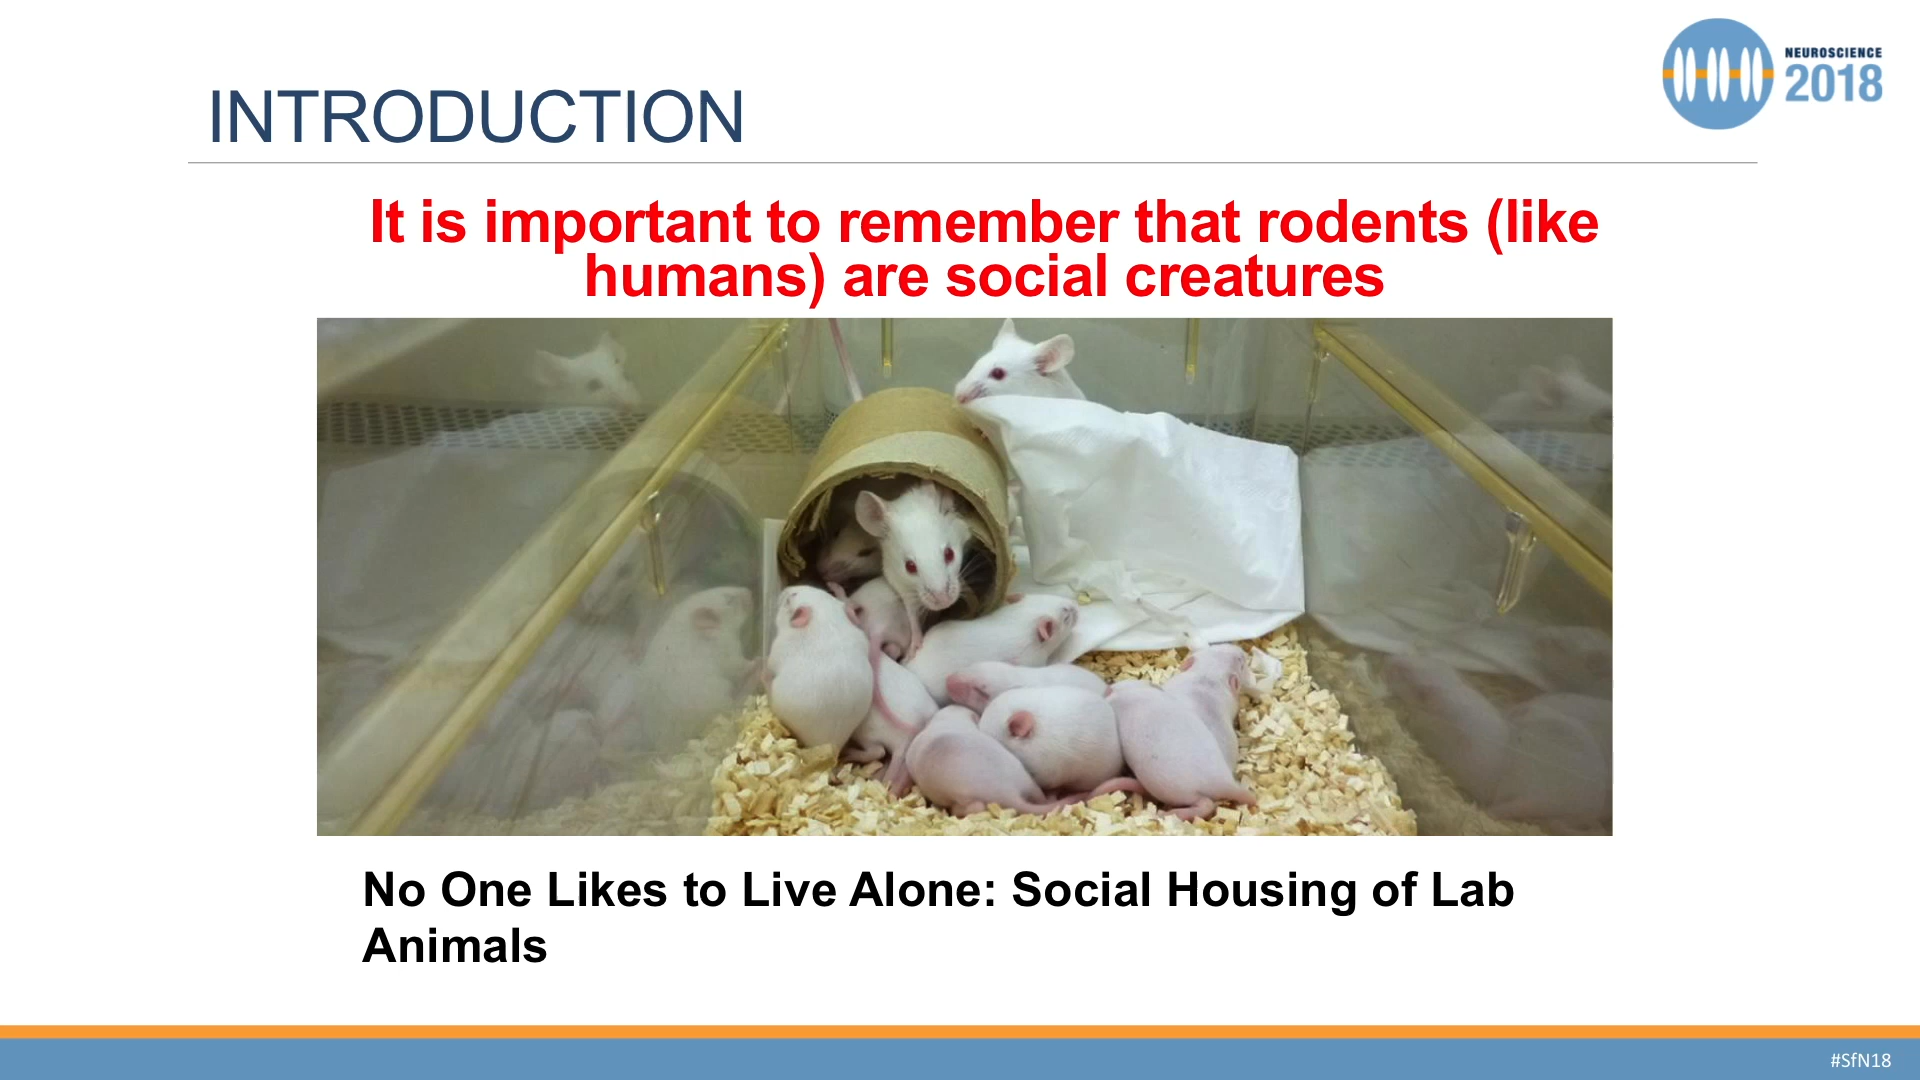 NEUROSCIENCE
2018
INTRODUCTION
It is important to remember that rodents (like
humans) are social creatures
No One Likes to Live Alone: Social Housing of Lab
Animals
#SfN18